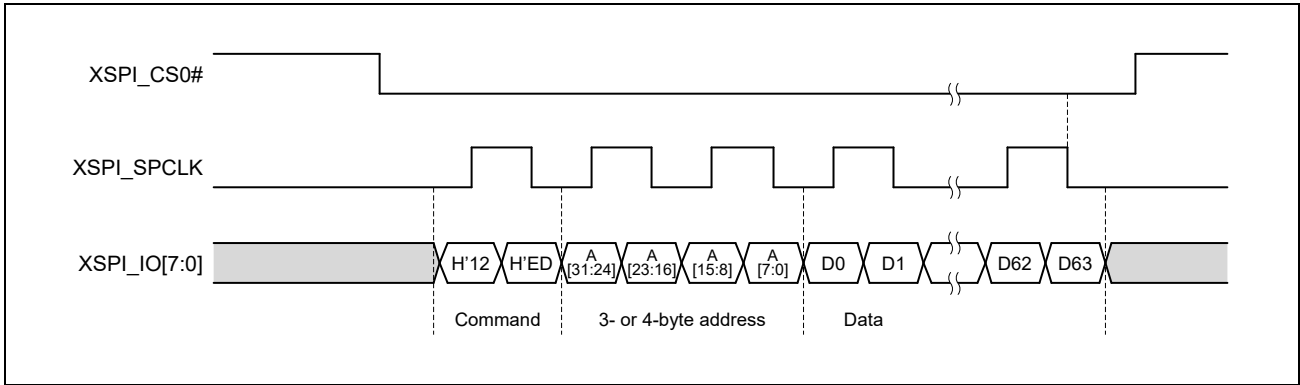 XSPI_CS0#
XSPI_SPCLK
XSPI_IO[7:0]
H'12 H'ED A [31:24] A [23:16] A [15:8] A [7:0] D0 D1 D62 D63
Command 3- or 4-byte address Data